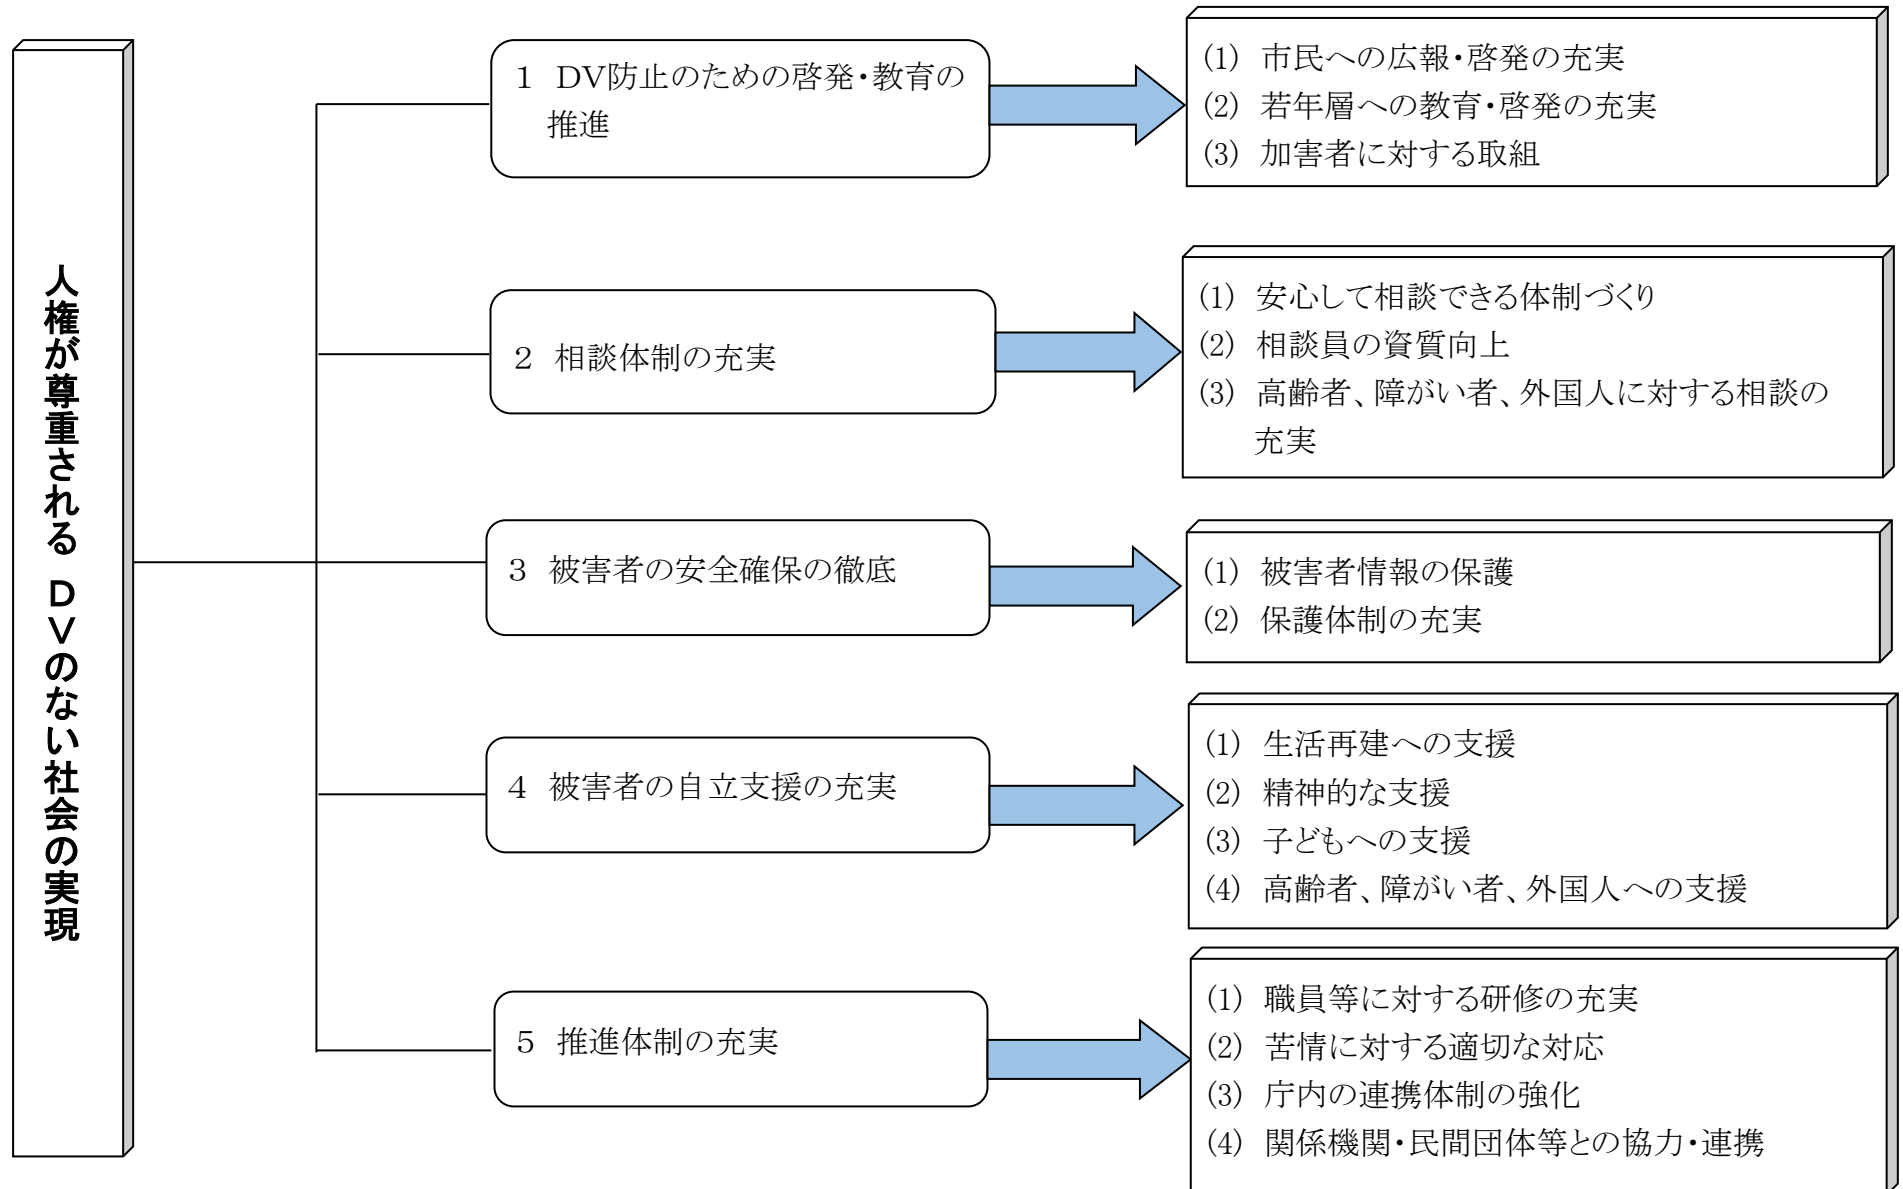 人権が尊重される DVのない社会の実現
1 DV防止のための啓発・教育の
推進
(1) 市民への広報・啓発の充実
(2) 若年層への教育・啓発の充実
(3) 加害者に対する取組
2 相談体制の充実
(1) 安心して相談できる体制づくり
(2) 相談員の資質向上
(3) 高齢者、障がい者、外国人に対する相談の
充実
3 被害者の安全確保の徹底
(1) 被害者情報の保護
(2) 保護体制の充実
4 被害者の自立支援の充実
(1) 生活再建への支援
(2) 精神的な支援
(3) 子どもへの支援
(4) 高齢者、障がい者、外国人への支援
5 推進体制の充実
(1) 職員等に対する研修の充実
(2) 苦情に対する適切な対応
(3) 庁内の連携体制の強化
(4) 関係機関・民間団体等との協力・連携